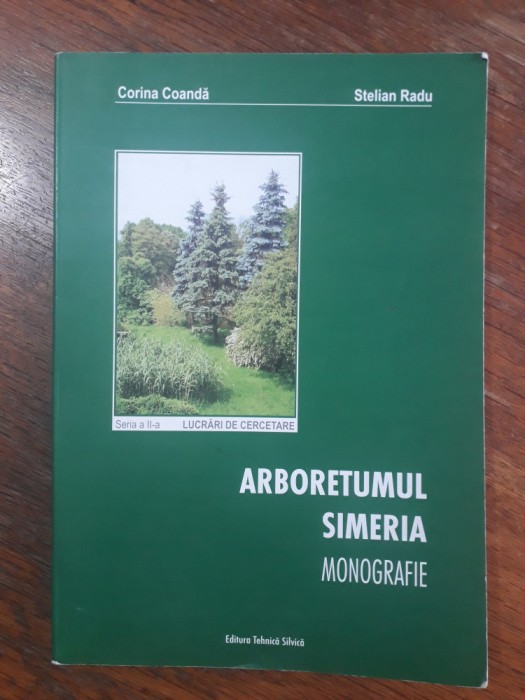 Corina Coandă Stelian Radu
Seria a II-a LUCRĂRI DE CERCETARE
ARBORETUMUL
SIMERIA
MONOGRAFIE
Editura Tehnică Silvică